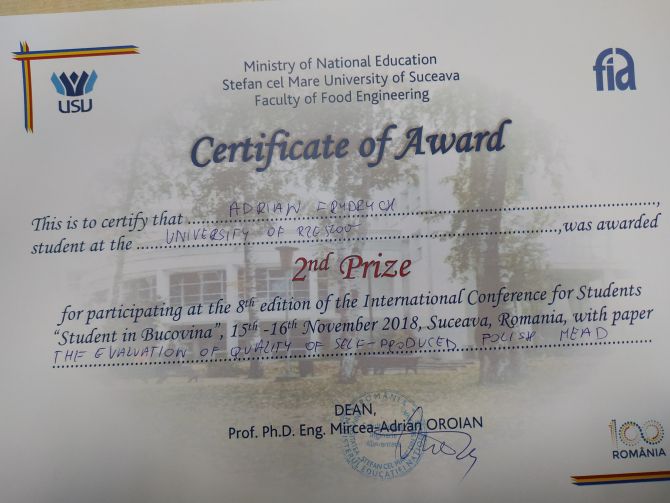 Ministry of National Education
Stefan cel Mare University of Suceava
Faculty of Food Engineering
USU
fia
Certificate of Award
This is to certify that ADRIAN FRYDRYCH,
student at the UNIVERSITY OF RZESZOW, was awarded
2nd Prize
for participating at the 8th edition of the International Conference for Students
"Student in Bucovina", 15th -16th November 2018, Suceava, Romania, with paper
THE EVALUATION OF QUALITY OF SELF-PRODUCED POLISH MEAD
DEAN,
Prof. Ph.D. Eng. Mircea-Adrian OROIAN
ROMÂNIA
ȘTEFAN CEL MARE
100
ROMÂNIA